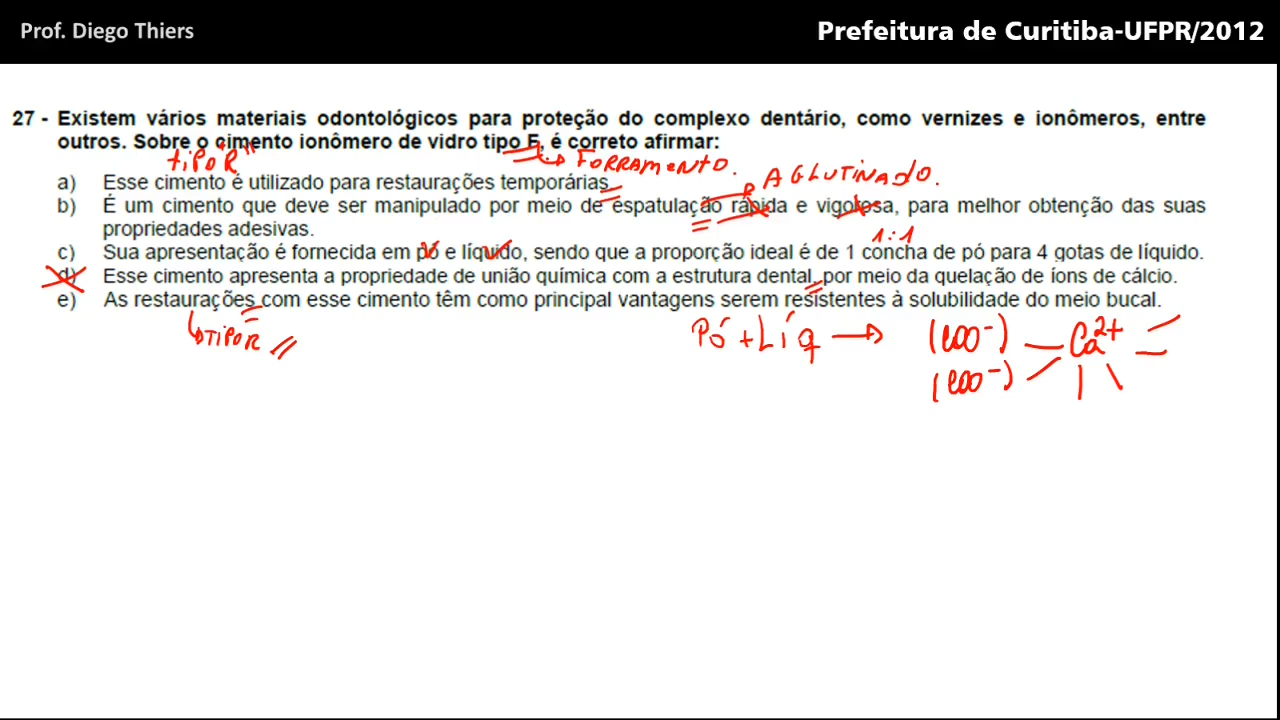 Prof. Diego Thiers
Prefeitura de Curitiba-UFPR/2012
27 - Existem vários materiais odontológicos para proteção do complexo dentário, como vernizes e ionômeros, entre
outros. Sobre o cimento ionômero de vidro tipo F, é correto afirmar:
TIPO "R"
FORRAMENTO.
a) Esse cimento é utilizado para restaurações temporárias.
AGLUTINADO.
b) É um cimento que deve ser manipulado por meio de espatulação rápida e vigorosa, para melhor obtenção das suas
propriedades adesivas.
1:1
c) Sua apresentação é fornecida em pó e líquido, sendo que a proporção ideal é de 1 concha de pó para 4 gotas de líquido.
d) Esse cimento apresenta a propriedade de união química com a estrutura dental, por meio da quelação de íons de cálcio.
e) As restaurações com esse cimento têm como principal vantagens serem resistentes à solubilidade do meio bucal.
TIPO R
PÓ + LÍQ → (COO⁻) Ca²⁺
(COO⁻)